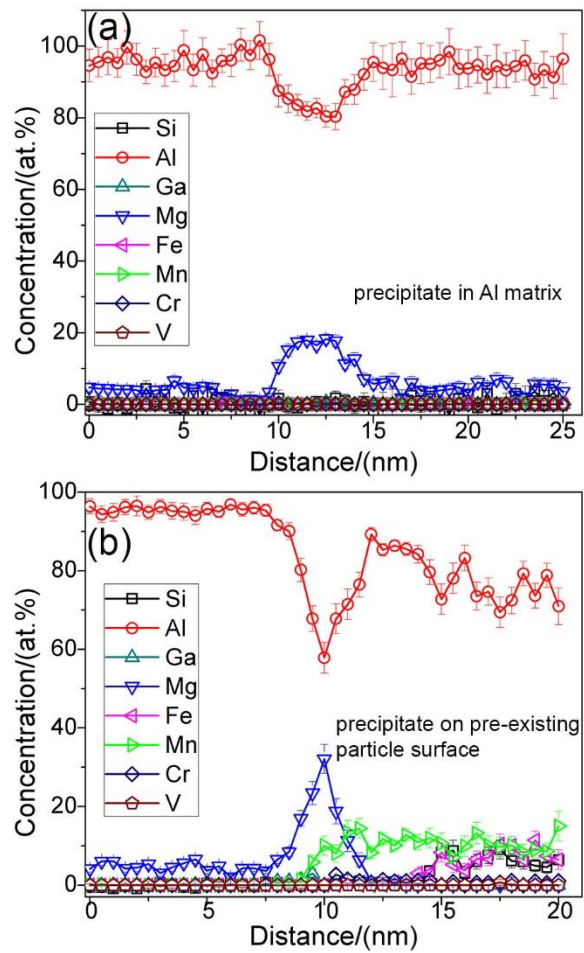 (a)
100
80
60
40
20
0
Concentration/(at.%)
Si
Al
Ga
Mg
Fe
Mn
Cr
V
precipitate in Al matrix
0 5 10 15 20 25
Distance/(nm)
(b)
100
80
60
40
20
0
Concentration/(at.%)
Si
Al
Ga
Mg
Fe
Mn
Cr
V
precipitate on pre-existing
particle surface
0 5 10 15 20
Distance/(nm)